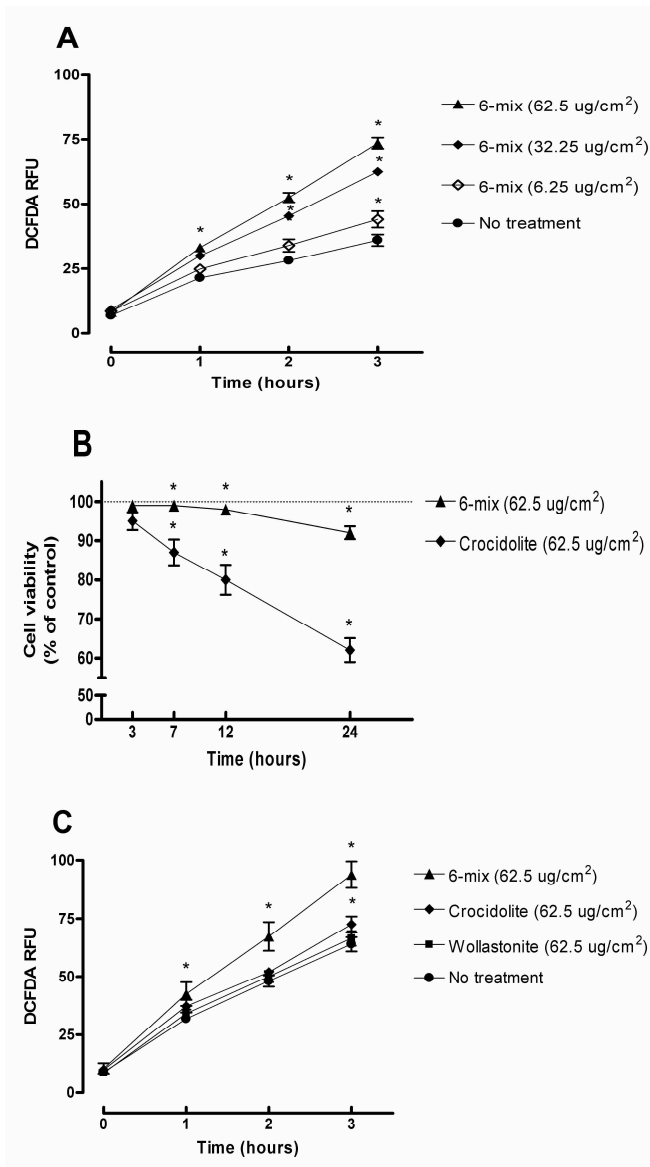 A
100
75
50
25
0
DCFDA RFU
* * * * * *
0 1 2 3
Time (hours)
6-mix (62.5 ug/cm²)
6-mix (32.25 ug/cm²)
6-mix (6.25 ug/cm²)
No treatment
B
100
90
80
70
60
50
0
Cell viability
(% of control)
* * * * * *
3 7 12 24
Time (hours)
6-mix (62.5 ug/cm²)
Crocidolite (62.5 ug/cm²)
C
100
75
50
25
0
DCFDA RFU
* * * *
0 1 2 3
Time (hours)
6-mix (62.5 ug/cm²)
Crocidolite (62.5 ug/cm²)
Wollastonite (62.5 ug/cm²)
No treatment